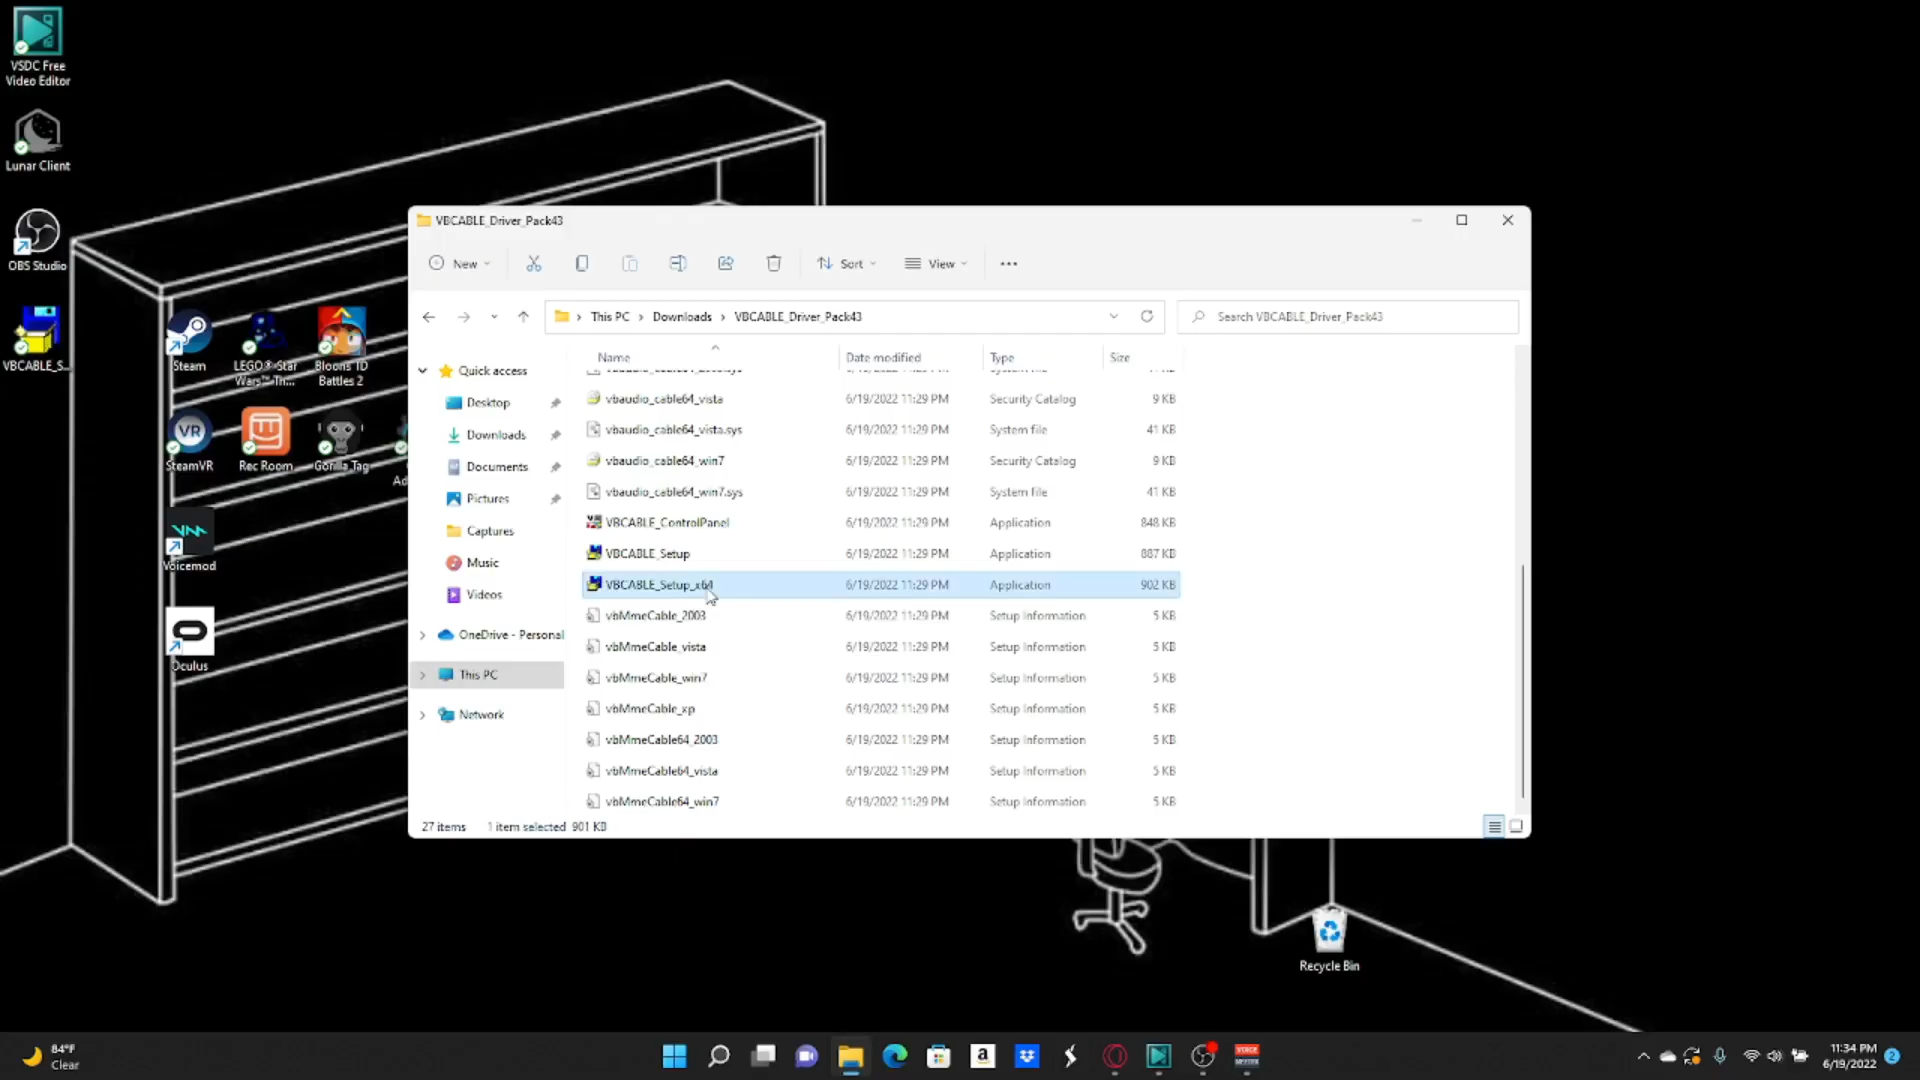 VSDC Free
Video Editor
Lunar Client
OBS Studio
VBCABLE_S...
Steam
LEGO® Star
Wars™ Th...
Bloons TD
Battles 2
SteamVR
Rec Room
Gorilla Tag
Ad
Voicemod
Oculus
Recycle Bin
VBCABLE_Driver_Pack43
New
Sort
View
This PC > Downloads > VBCABLE_Driver_Pack43
Search VBCABLE_Driver_Pack43
Quick access
Desktop
Downloads
Documents
Pictures
Captures
Music
Videos
OneDrive - Personal
This PC
Network
Name Date modified Type Size
vbaudio_cable64_vista 6/19/2022 11:29 PM Security Catalog 9 KB
vbaudio_cable64_vista.sys 6/19/2022 11:29 PM System file 41 KB
vbaudio_cable64_win7 6/19/2022 11:29 PM Security Catalog 9 KB
vbaudio_cable64_win7.sys 6/19/2022 11:29 PM System file 41 KB
VBCABLE_ControlPanel 6/19/2022 11:29 PM Application 848 KB
VBCABLE_Setup 6/19/2022 11:29 PM Application 887 KB
VBCABLE_Setup_x64 6/19/2022 11:29 PM Application 902 KB
vbMmeCable_2003 6/19/2022 11:29 PM Setup Information 5 KB
vbMmeCable_vista 6/19/2022 11:29 PM Setup Information 5 KB
vbMmeCable_win7 6/19/2022 11:29 PM Setup Information 5 KB
vbMmeCable_xp 6/19/2022 11:29 PM Setup Information 5 KB
vbMmeCable64_2003 6/19/2022 11:29 PM Setup Information 5 KB
vbMmeCable64_vista 6/19/2022 11:29 PM Setup Information 5 KB
vbMmeCable64_win7 6/19/2022 11:29 PM Setup Information 5 KB
27 items 1 item selected 901 KB
84°F
Clear
11:34 PM
6/19/2022
2